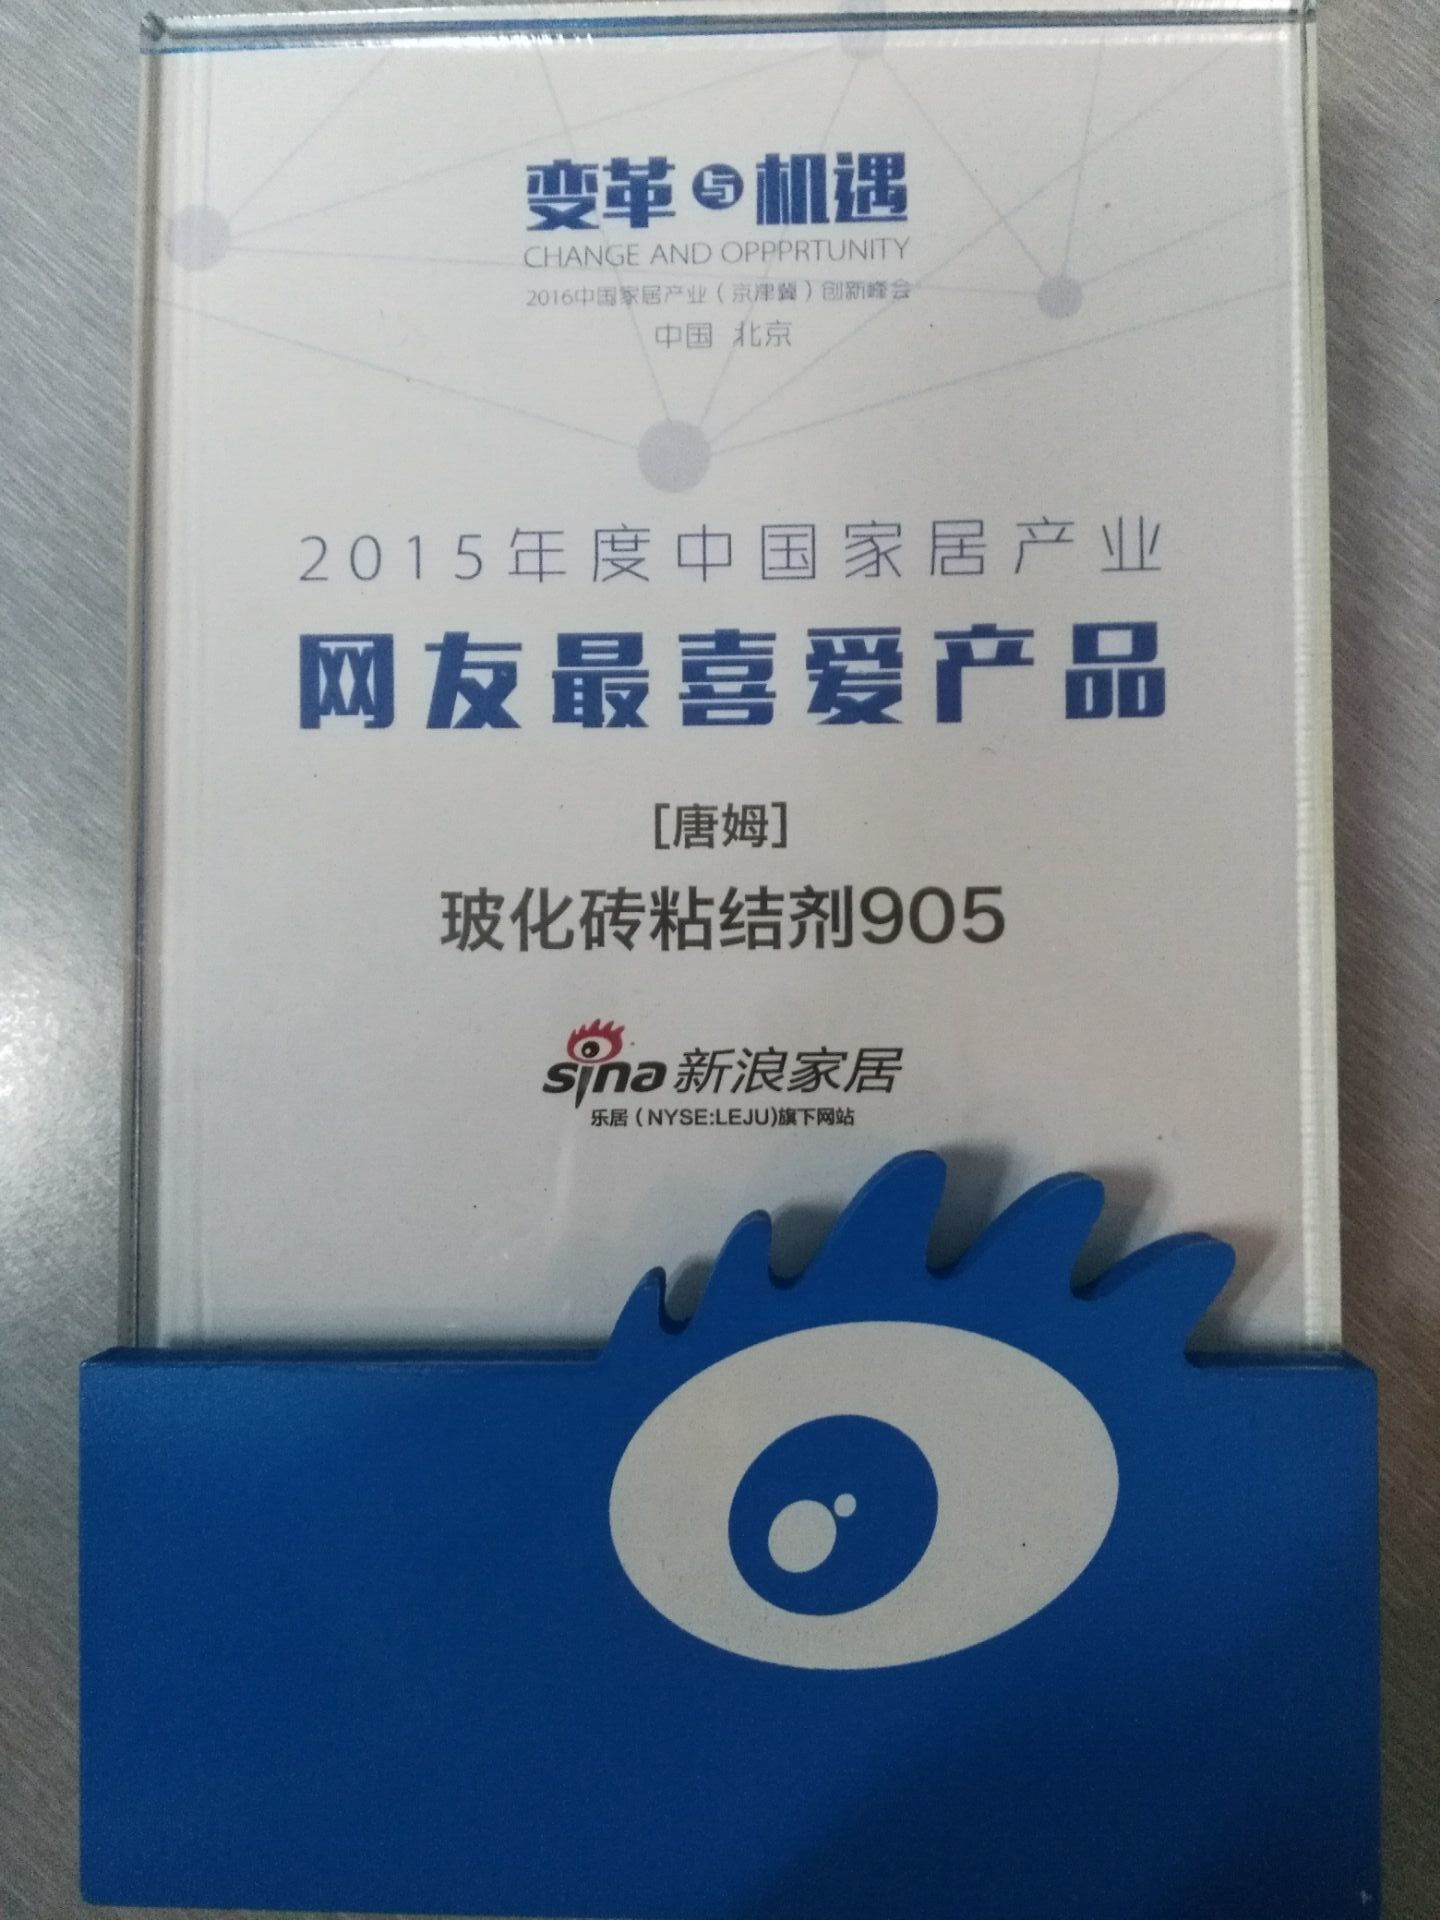 变革与机遇
CHANGE AND OPPPRTUNITY
2016中国家居产业（京津冀）创新峰会
中国 北京
2015年度中国家居产业
网友最喜爱产品
[唐姆]
玻化砖粘结剂905
sina新浪家居
乐居（NYSE:LEJU)旗下网站